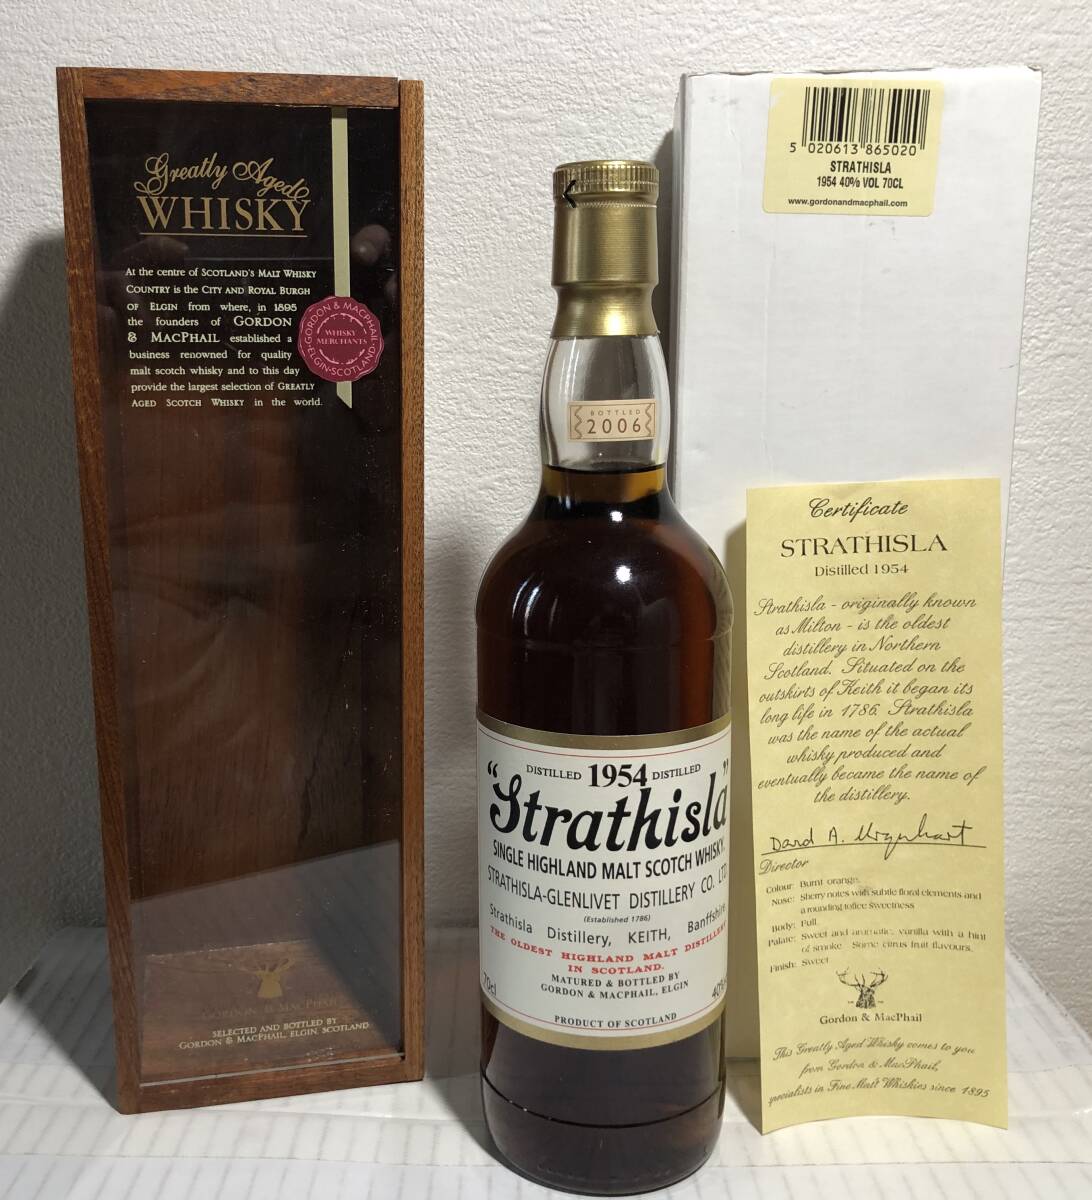 Greatly Aged
WHISKY
At the centre of SCOTLAND'S MALT WHISKY
COUNTRY is the CITY AND ROYAL BURGH
OF ELGIN from where, in 1895
the founders of GORDON
& MACPHAIL established a
business renowned for quality
malt scotch whisky and to this day
provide the largest selection of GREATLY
AGED SCOTCH WHISKY in the world.
GORDON & MACPHAIL
WHISKY
MERCHANTS
ELGIN-SCOTLAND
GORDON & MACPHAIL
SELECTED AND BOTTLED BY
GORDON & MACPHAIL, ELGIN, SCOTLAND
BOTTLED
2006
DISTILLED 1954 DISTILLED
"Strathisla"
SINGLE HIGHLAND MALT SCOTCH WHISKY.
STRATHISLA-GLENLIVET DISTILLERY CO. LTD
(Established 1786)
Strathisla Distillery, KEITH, Banffshire
THE OLDEST HIGHLAND MALT DISTILLERY
IN SCOTLAND.
MATURED & BOTTLED BY
70cl GORDON & MACPHAIL, ELGIN 40%
PRODUCT OF SCOTLAND
5 020613 865020
STRATHISLA
1954 40% VOL 70CL
www.gordonandmacphail.com
Certificate
STRATHISLA
Distilled 1954
Strathisla - originally known
as Milton - is the oldest
distillery in Northern
Scotland. Situated on the
outskirts of Keith it began its
long life in 1786. Strathisla
was the name of the actual
whisky produced and
eventually became the name of
the distillery.
David A. Urquhart
Director
Colour: Burnt orange.
Nose: Sherry notes with subtle floral elements and
a rounding toffee sweetness
Body: Full
Palate: Sweet and aromatic, vanilla with a hint
of smoke. Some citrus fruit flavours.
Finish: Sweet
Gordon & MacPhail
This Greatly Aged Whisky comes to you
from Gordon & MacPhail,
specialists in Fine Malt Whiskies since 1895